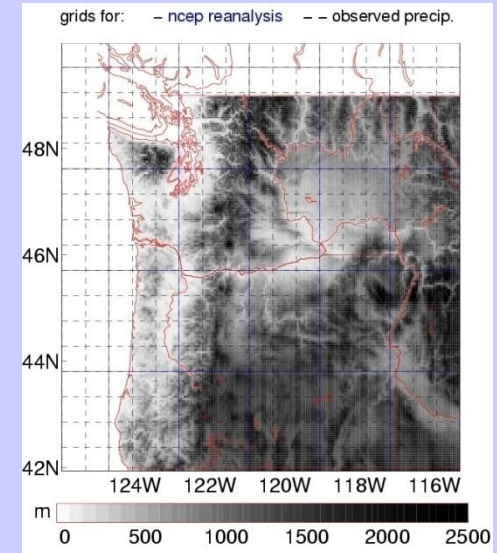 grids for: – ncep reanalysis – – observed precip.
48N
46N
44N
42N
124W 122W 120W 118W 116W
m
0 500 1000 1500 2000 2500